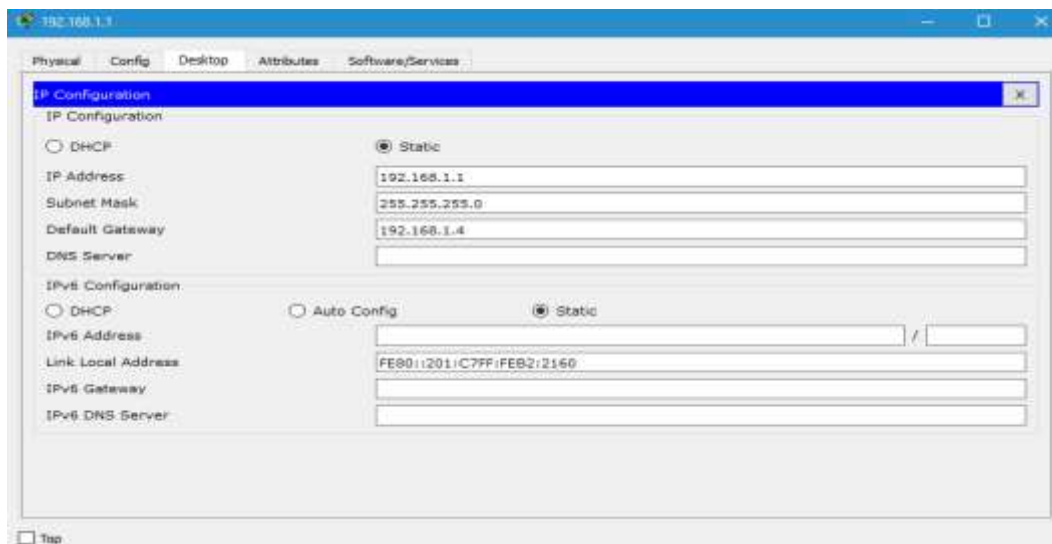 192.168.1.1
Physical Config Desktop Attributes Software/Services
IP Configuration
IP Configuration
DHCP Static
IP Address 192.168.1.1
Subnet Mask 255.255.255.0
Default Gateway 192.168.1.4
DNS Server
IPv6 Configuration
DHCP Auto Config Static
IPv6 Address /
Link Local Address FE80::201:C7FF:FEB2:2160
IPv6 Gateway
IPv6 DNS Server
Top